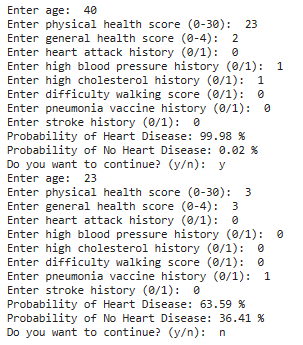 Enter age:  40
Enter physical health score (0-30):  23
Enter general health score (0-4):  2
Enter heart attack history (0/1):  0
Enter high blood pressure history (0/1):  1
Enter high cholesterol history (0/1):  1
Enter difficulty walking score (0/1):  0
Enter pneumonia vaccine history (0/1):  0
Enter stroke history (0/1):  0
Probability of Heart Disease: 99.98 %
Probability of No Heart Disease: 0.02 %
Do you want to continue? (y/n):  y
Enter age:  23
Enter physical health score (0-30):  3
Enter general health score (0-4):  3
Enter heart attack history (0/1):  0
Enter high blood pressure history (0/1):  0
Enter high cholesterol history (0/1):  0
Enter difficulty walking score (0/1):  0
Enter pneumonia vaccine history (0/1):  1
Enter stroke history (0/1):  0
Probability of Heart Disease: 63.59 %
Probability of No Heart Disease: 36.41 %
Do you want to continue? (y/n):  n